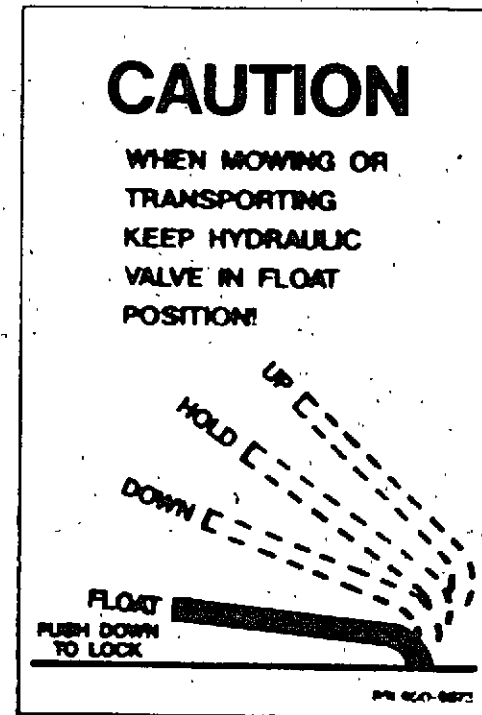 CAUTION
WHEN MOWING OR
TRANSPORTING
KEEP HYDRAULIC
VALVE IN FLOAT
POSITION!
UP
HOLD
DOWN
FLOAT
PUSH DOWN
TO LOCK
P/N